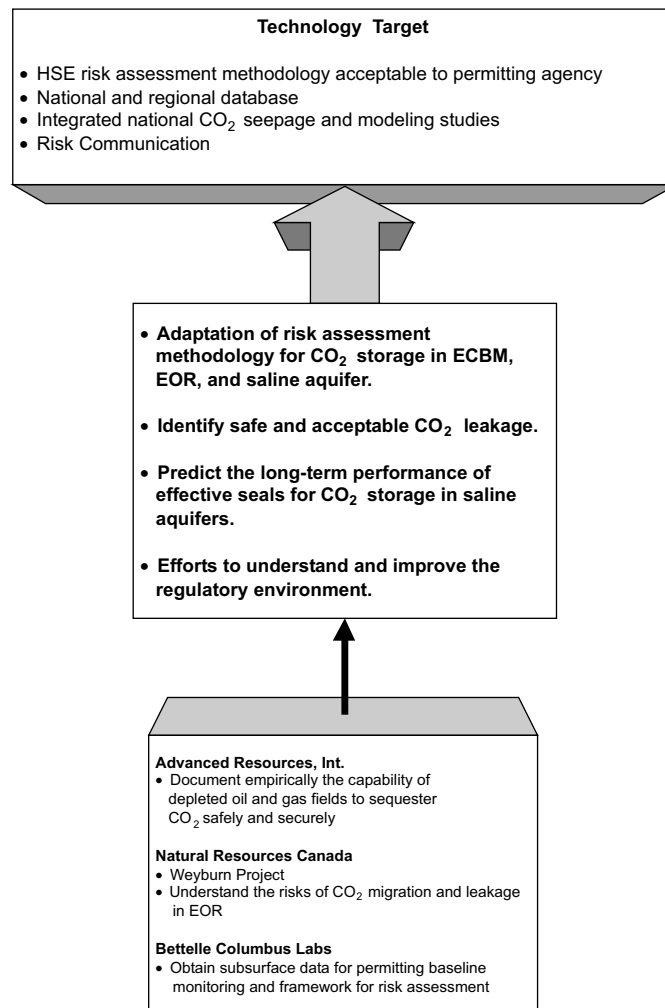 Technology Target
• HSE risk assessment methodology acceptable to permitting agency
• National and regional database
• Integrated national CO2 seepage and modeling studies
• Risk Communication
• Adaptation of risk assessment
methodology for CO2 storage in ECBM,
EOR, and saline aquifer.
• Identify safe and acceptable CO2 leakage.
• Predict the long-term performance of
effective seals for CO2 storage in saline
aquifers.
• Efforts to understand and improve the
regulatory environment.
Advanced Resources, Int.
• Document empirically the capability of
depleted oil and gas fields to sequester
CO2 safely and securely
Natural Resources Canada
• Weyburn Project
• Understand the risks of CO2 migration and leakage
in EOR
Bettelle Columbus Labs
• Obtain subsurface data for permitting baseline
monitoring and framework for risk assessment